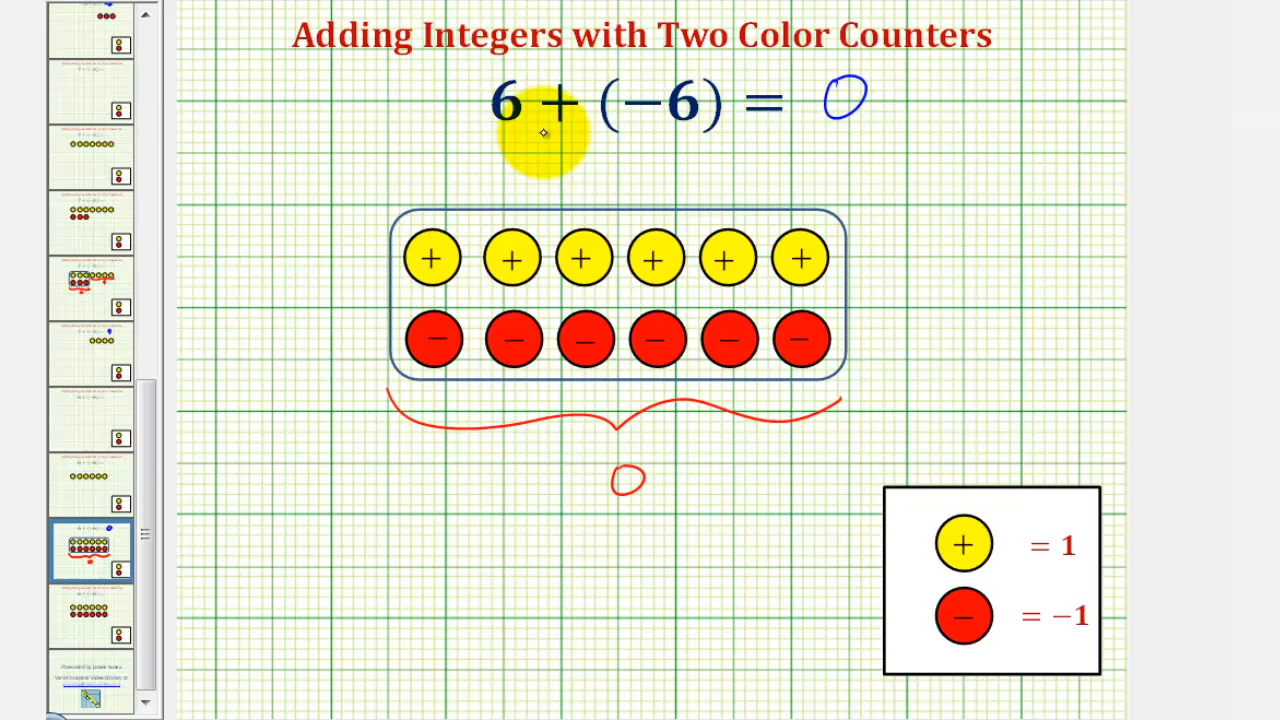 Adding Integers with Two Color Counters
6 + (−6) = 0
+ + + + + +
− − − − − −
0
+ = 1
− = −1